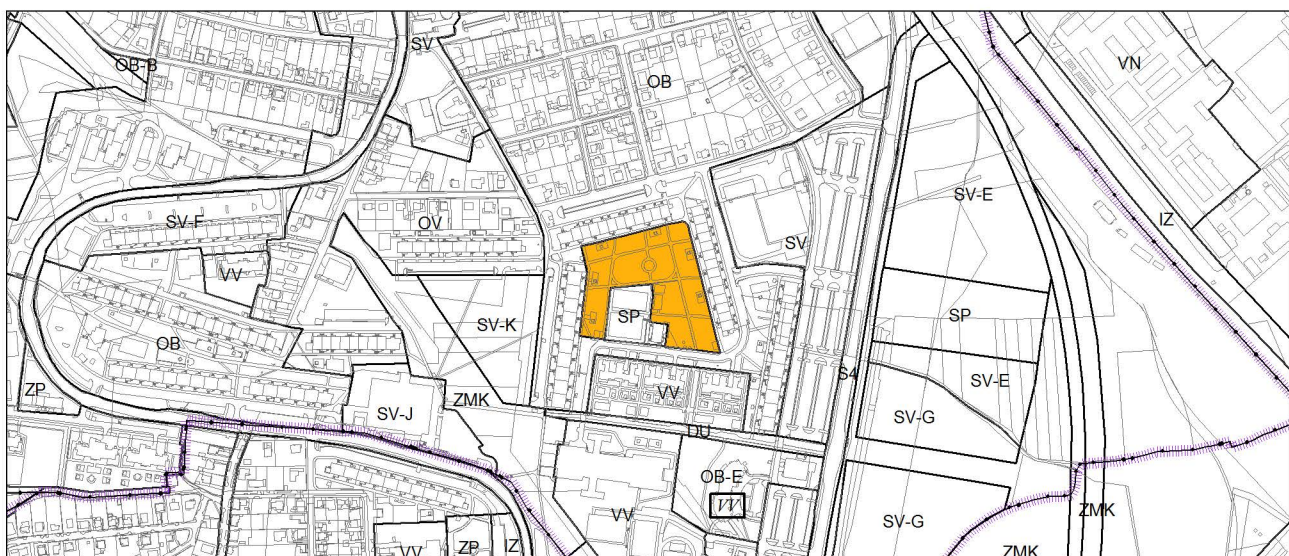 SV
OB-B
OB
VN
SV-E
IZ
SV-F
OV
SV
VV
SP
SP
SV-K
OB
S4
SV-E
ZP
VV
ZMK
SV-J
SV-G
DU
OB-E
VV
VV
SV-G
ZMK
VV
ZP
IZ
ZMK